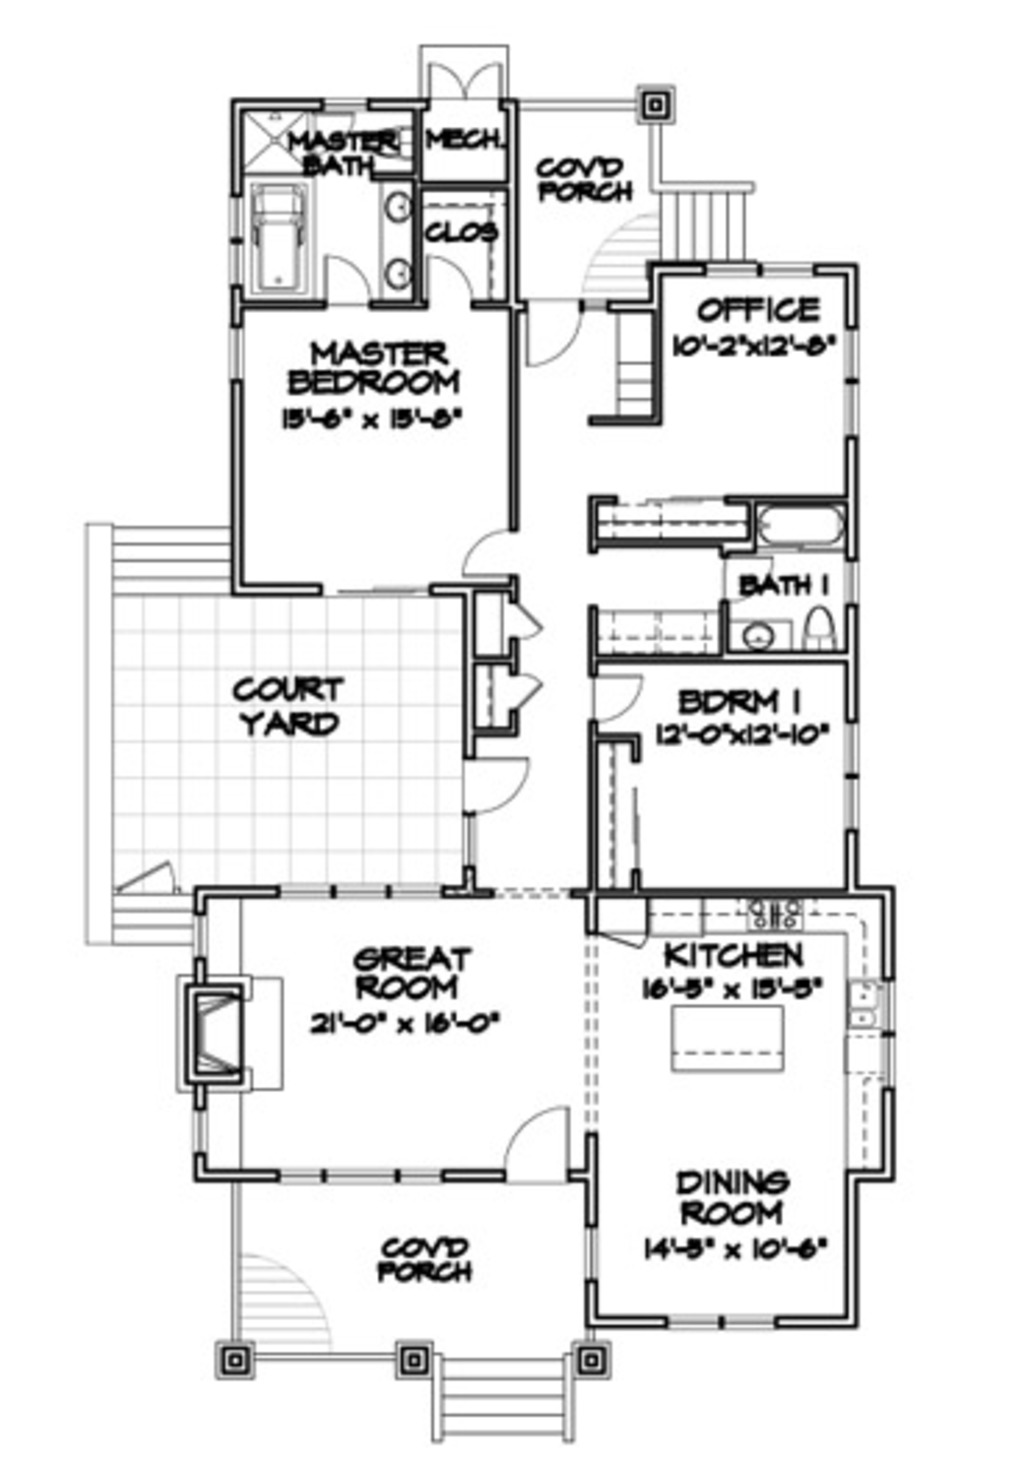 MASTER
BATH
MECH.
COV'D
PORCH
CLOS
OFFICE
10'-2"x12'-8"
MASTER
BEDROOM
15'-6" x 15'-8"
BATH 1
COURT
YARD
BDRM 1
12'-0"x12'-10"
GREAT
ROOM
21'-0" x 16'-0"
KITCHEN
16'-5" x 15'-5"
DINING
ROOM
14'-5" x 10'-6"
COV'D
PORCH